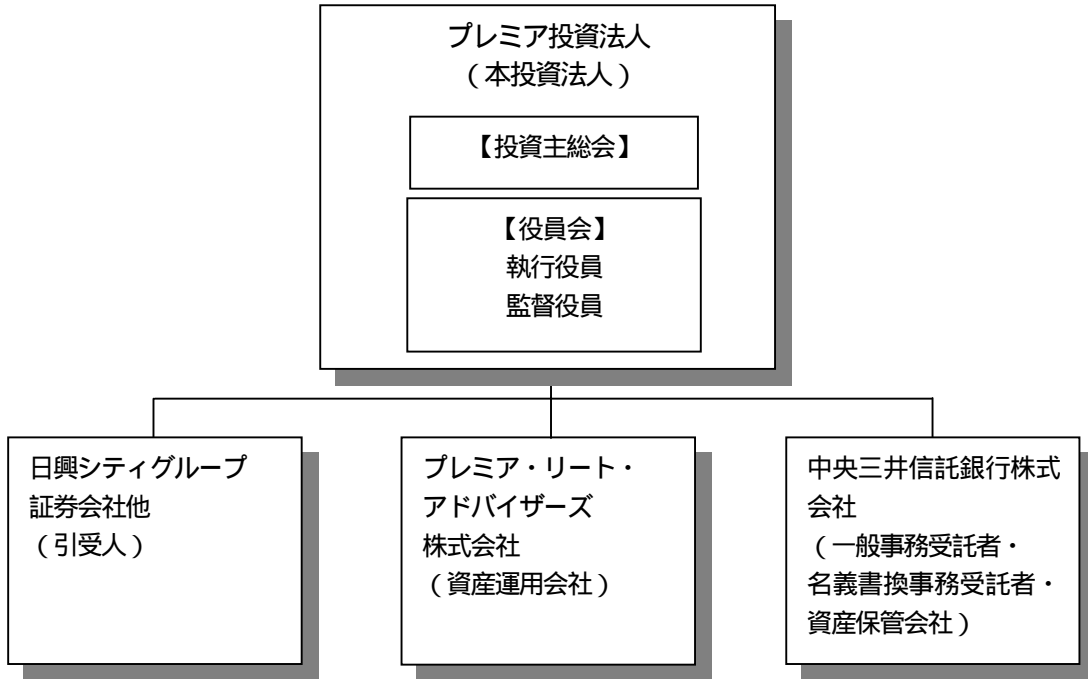 プレミア投資法人
（本投資法人）
【投資主総会】
【役員会】
執行役員
監督役員
日興シティグループ
証券会社他
（引受人）
プレミア・リート・
アドバイザーズ
株式会社
（資産運用会社）
中央三井信託銀行株式
会社
（一般事務受託者・
名義書換事務受託者・
資産保管会社）